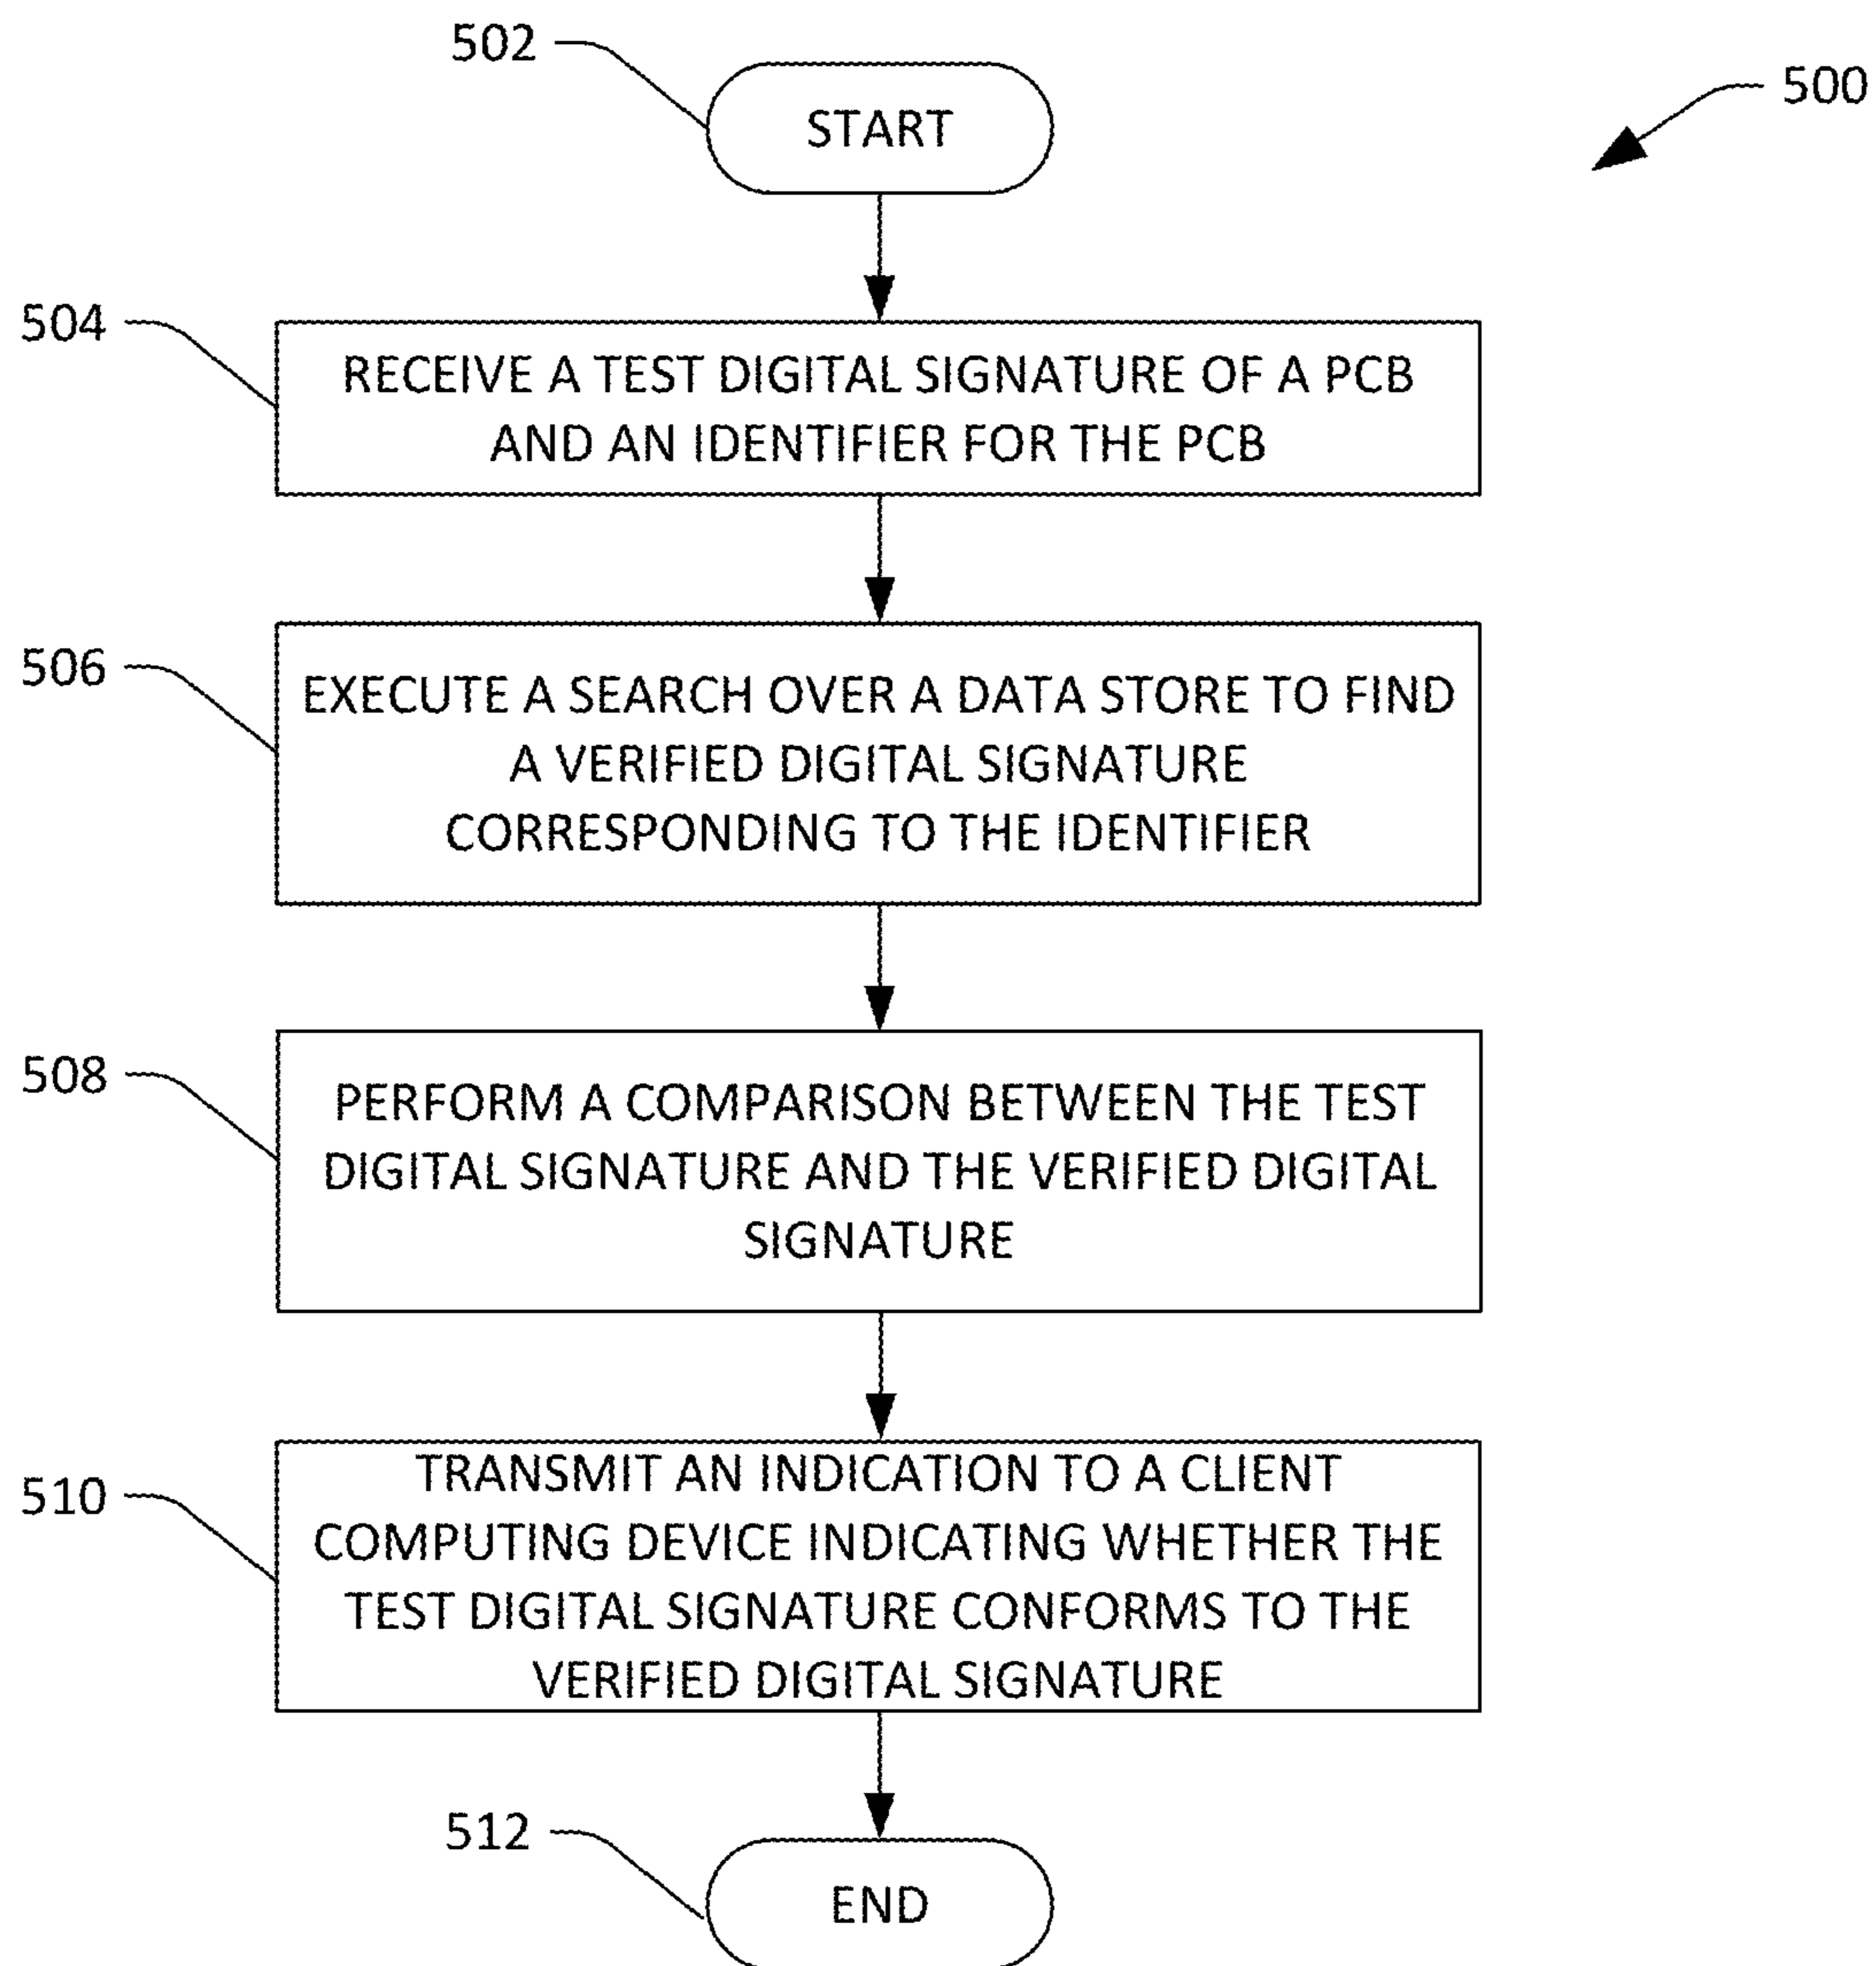 502
START
500
504
RECEIVE A TEST DIGITAL SIGNATURE OF A PCB
AND AN IDENTIFIER FOR THE PCB
506
EXECUTE A SEARCH OVER A DATA STORE TO FIND
A VERIFIED DIGITAL SIGNATURE
CORRESPONDING TO THE IDENTIFIER
508
PERFORM A COMPARISON BETWEEN THE TEST
DIGITAL SIGNATURE AND THE VERIFIED DIGITAL
SIGNATURE
510
TRANSMIT AN INDICATION TO A CLIENT
COMPUTING DEVICE INDICATING WHETHER THE
TEST DIGITAL SIGNATURE CONFORMS TO THE
VERIFIED DIGITAL SIGNATURE
512
END